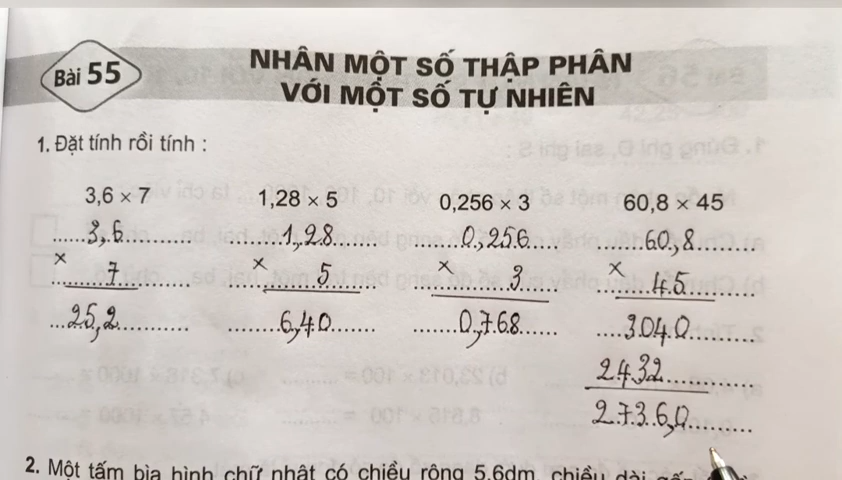 Bài 55
NHÂN MỘT SỐ THẬP PHÂN
VỚI MỘT SỐ TỰ NHIÊN
1. Đặt tính rồi tính :
3,6 × 7 1,28 × 5 0,256 × 3 60,8 × 45
3,6 1,28 0,256 60,8
× 7 × 5 × 3 × 45
25,2 6,40 0,768 3040
2432
2736,0
2. Một tấm bìa hình chữ nhật có chiều rộng 5,6dm, chiều dài gấp